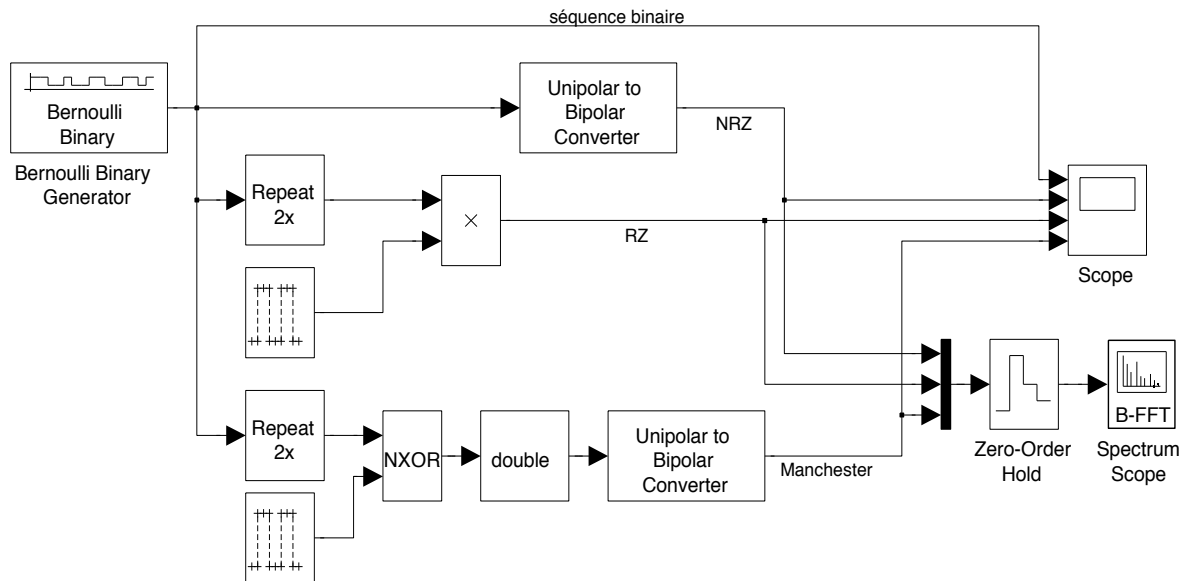 séquence binaire
Bernoulli
Binary
Bernoulli Binary
Generator
Unipolar to
Bipolar
Converter
NRZ
Repeat
2x
×
RZ
Scope
Repeat
2x
NXOR
double
Unipolar to
Bipolar
Converter
Manchester
Zero-Order
Hold
B-FFT
Spectrum
Scope